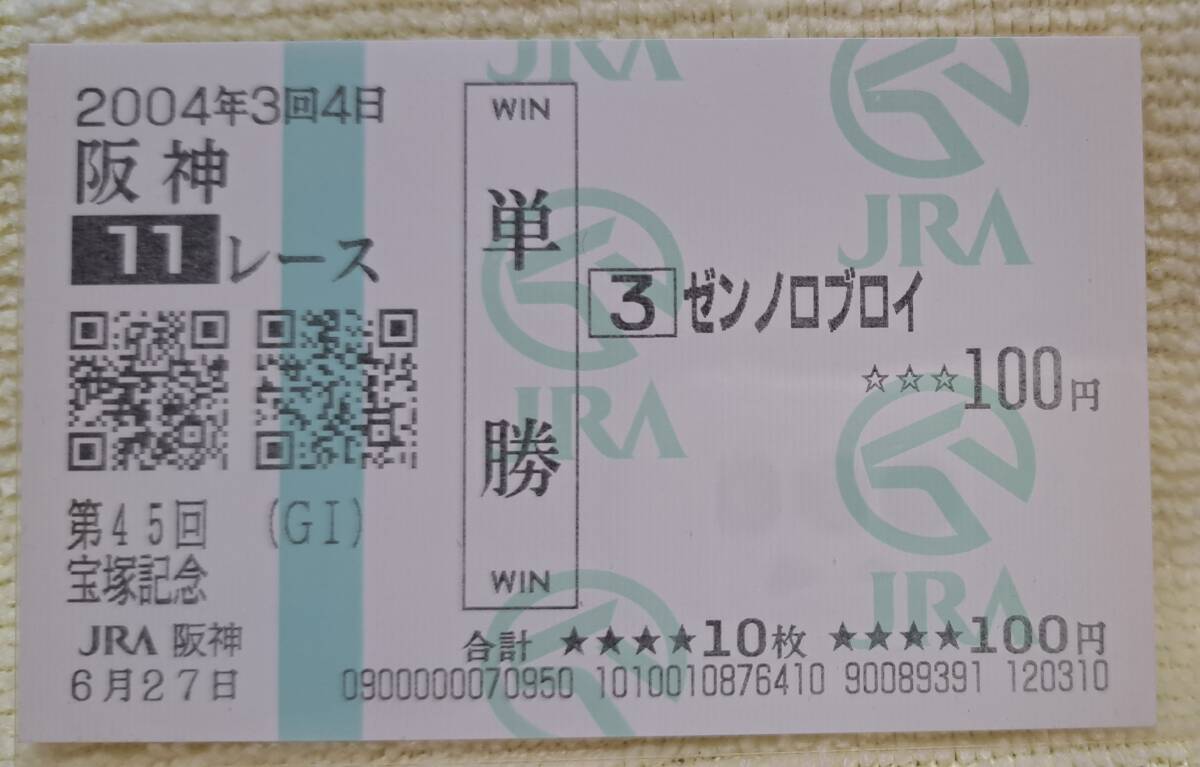 2004年3回4日
阪神
11レース
第45回 (GI)
宝塚記念
JRA 阪神
6月27日
WIN
単勝
WIN
3 ゼンノロブロイ
☆☆☆100円
合計 ★★★★10枚 ★★★★100円
0900000070950 1010010876410 90089391 120310
JRA
JRA
JRA
JRA